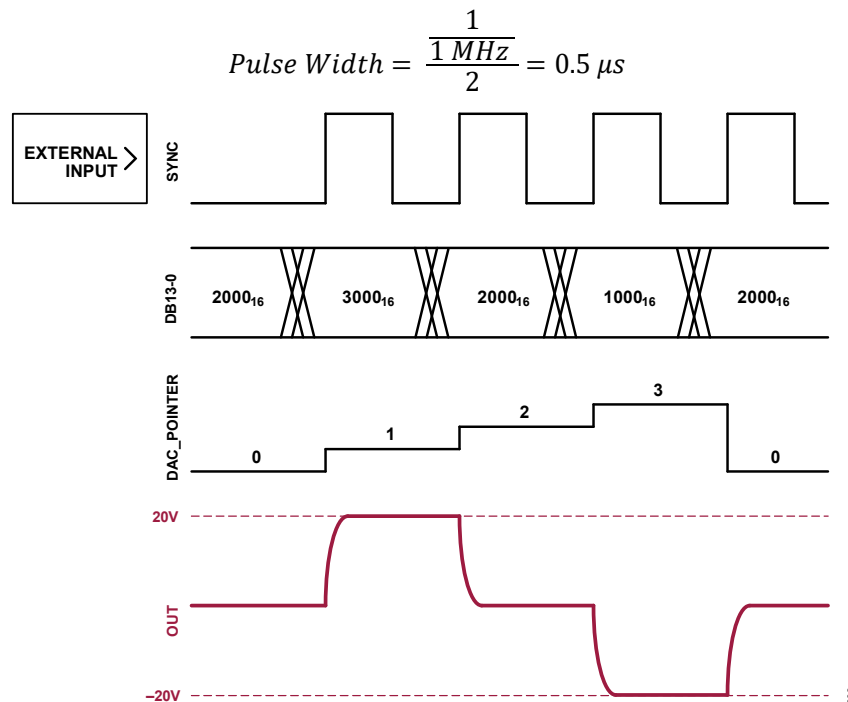 Pulse Width = 1 / 1 MHz / 2 = 0.5 μs
EXTERNAL INPUT >
SYNC
DB13-0
2000₁₆ 3000₁₆ 2000₁₆ 1000₁₆ 2000₁₆
DAC_POINTER
0 1 2 3 0
20V
OUT
–20V